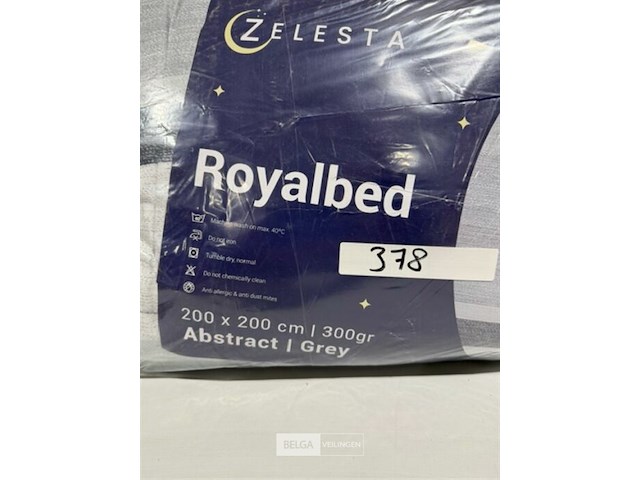 ZELESTA
Royalbed
Machine wash on max. 40°C
Do not iron
Tumble dry, normal
Do not chemically clean
Anti allergic & anti dust mites
378
200 x 200 cm | 300gr
Abstract | Grey
BELGA VEILINGEN